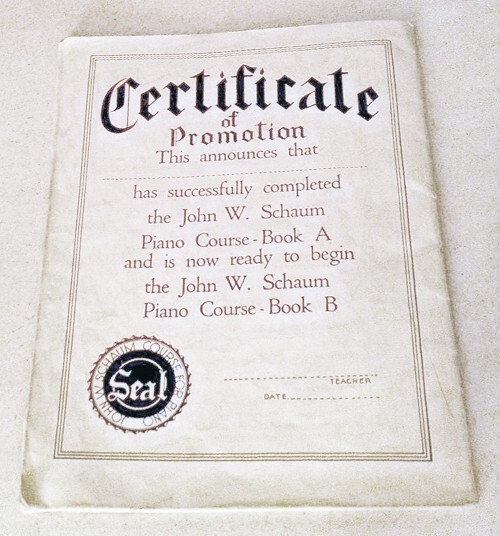 Certificate
of
Promotion
This announces that
has successfully completed
the John W. Schaum
Piano Course - Book A
and is now ready to begin
the John W. Schaum
Piano Course - Book B
JOHN W. SCHAUM COURSE FOR PIANO
Seal
TEACHER
DATE